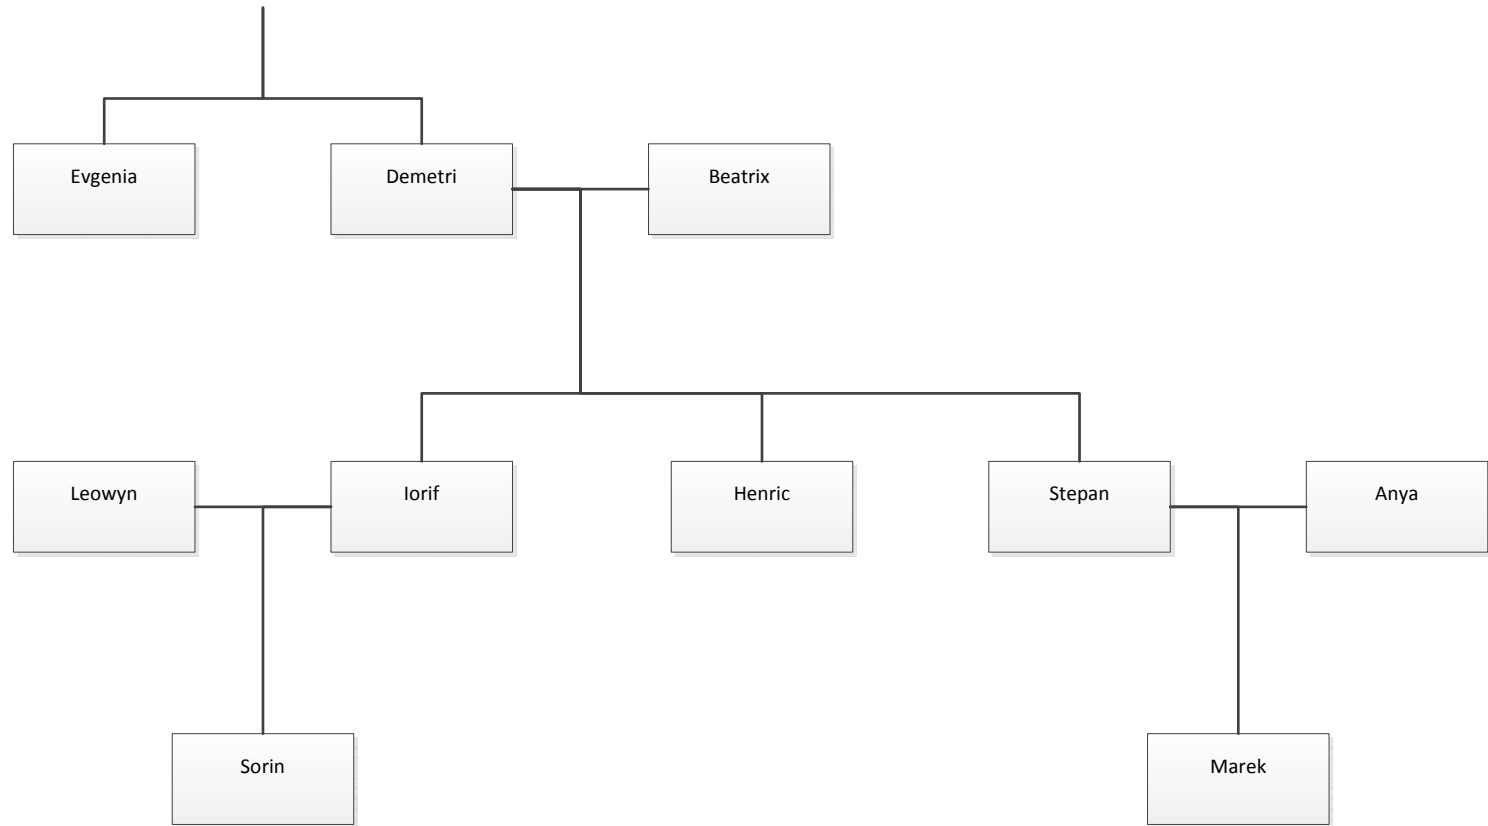 Evgenia
Demetri
Beatrix
Leowyn
Iorif
Henric
Stepan
Anya
Sorin
Marek